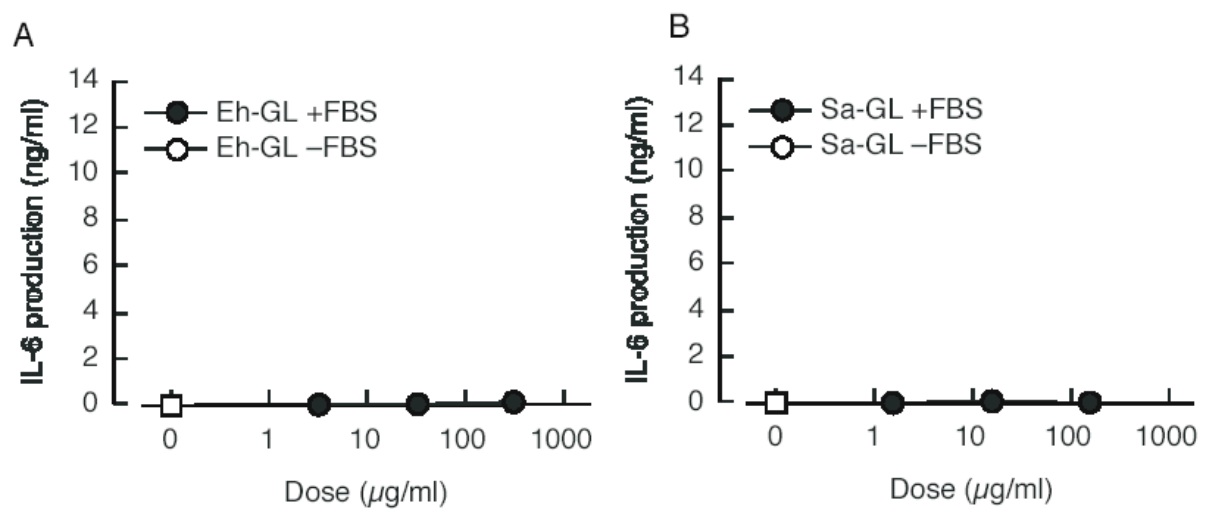 A
IL-6 production (ng/ml)
14
12
10
8
6
4
2
0
Eh-GL +FBS
Eh-GL –FBS
0 1 10 100 1000
Dose (µg/ml)
B
IL-6 production (ng/ml)
14
12
10
8
6
4
2
0
Sa-GL +FBS
Sa-GL –FBS
0 1 10 100 1000
Dose (µg/ml)